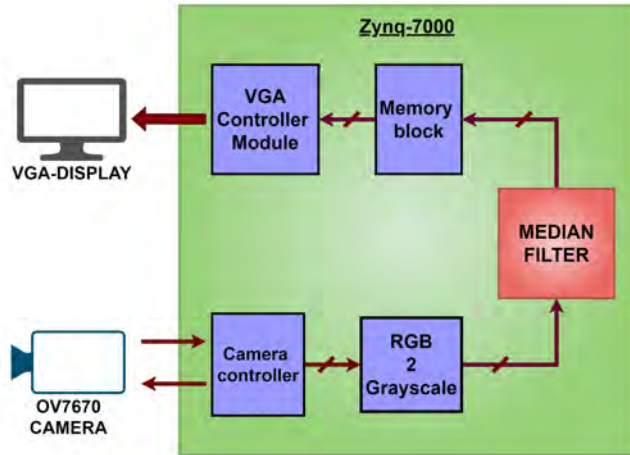 Zynq-7000
VGA
Controller
Module
Memory
block
VGA-DISPLAY
MEDIAN
FILTER
Camera
controller
RGB
2
Grayscale
OV7670
CAMERA